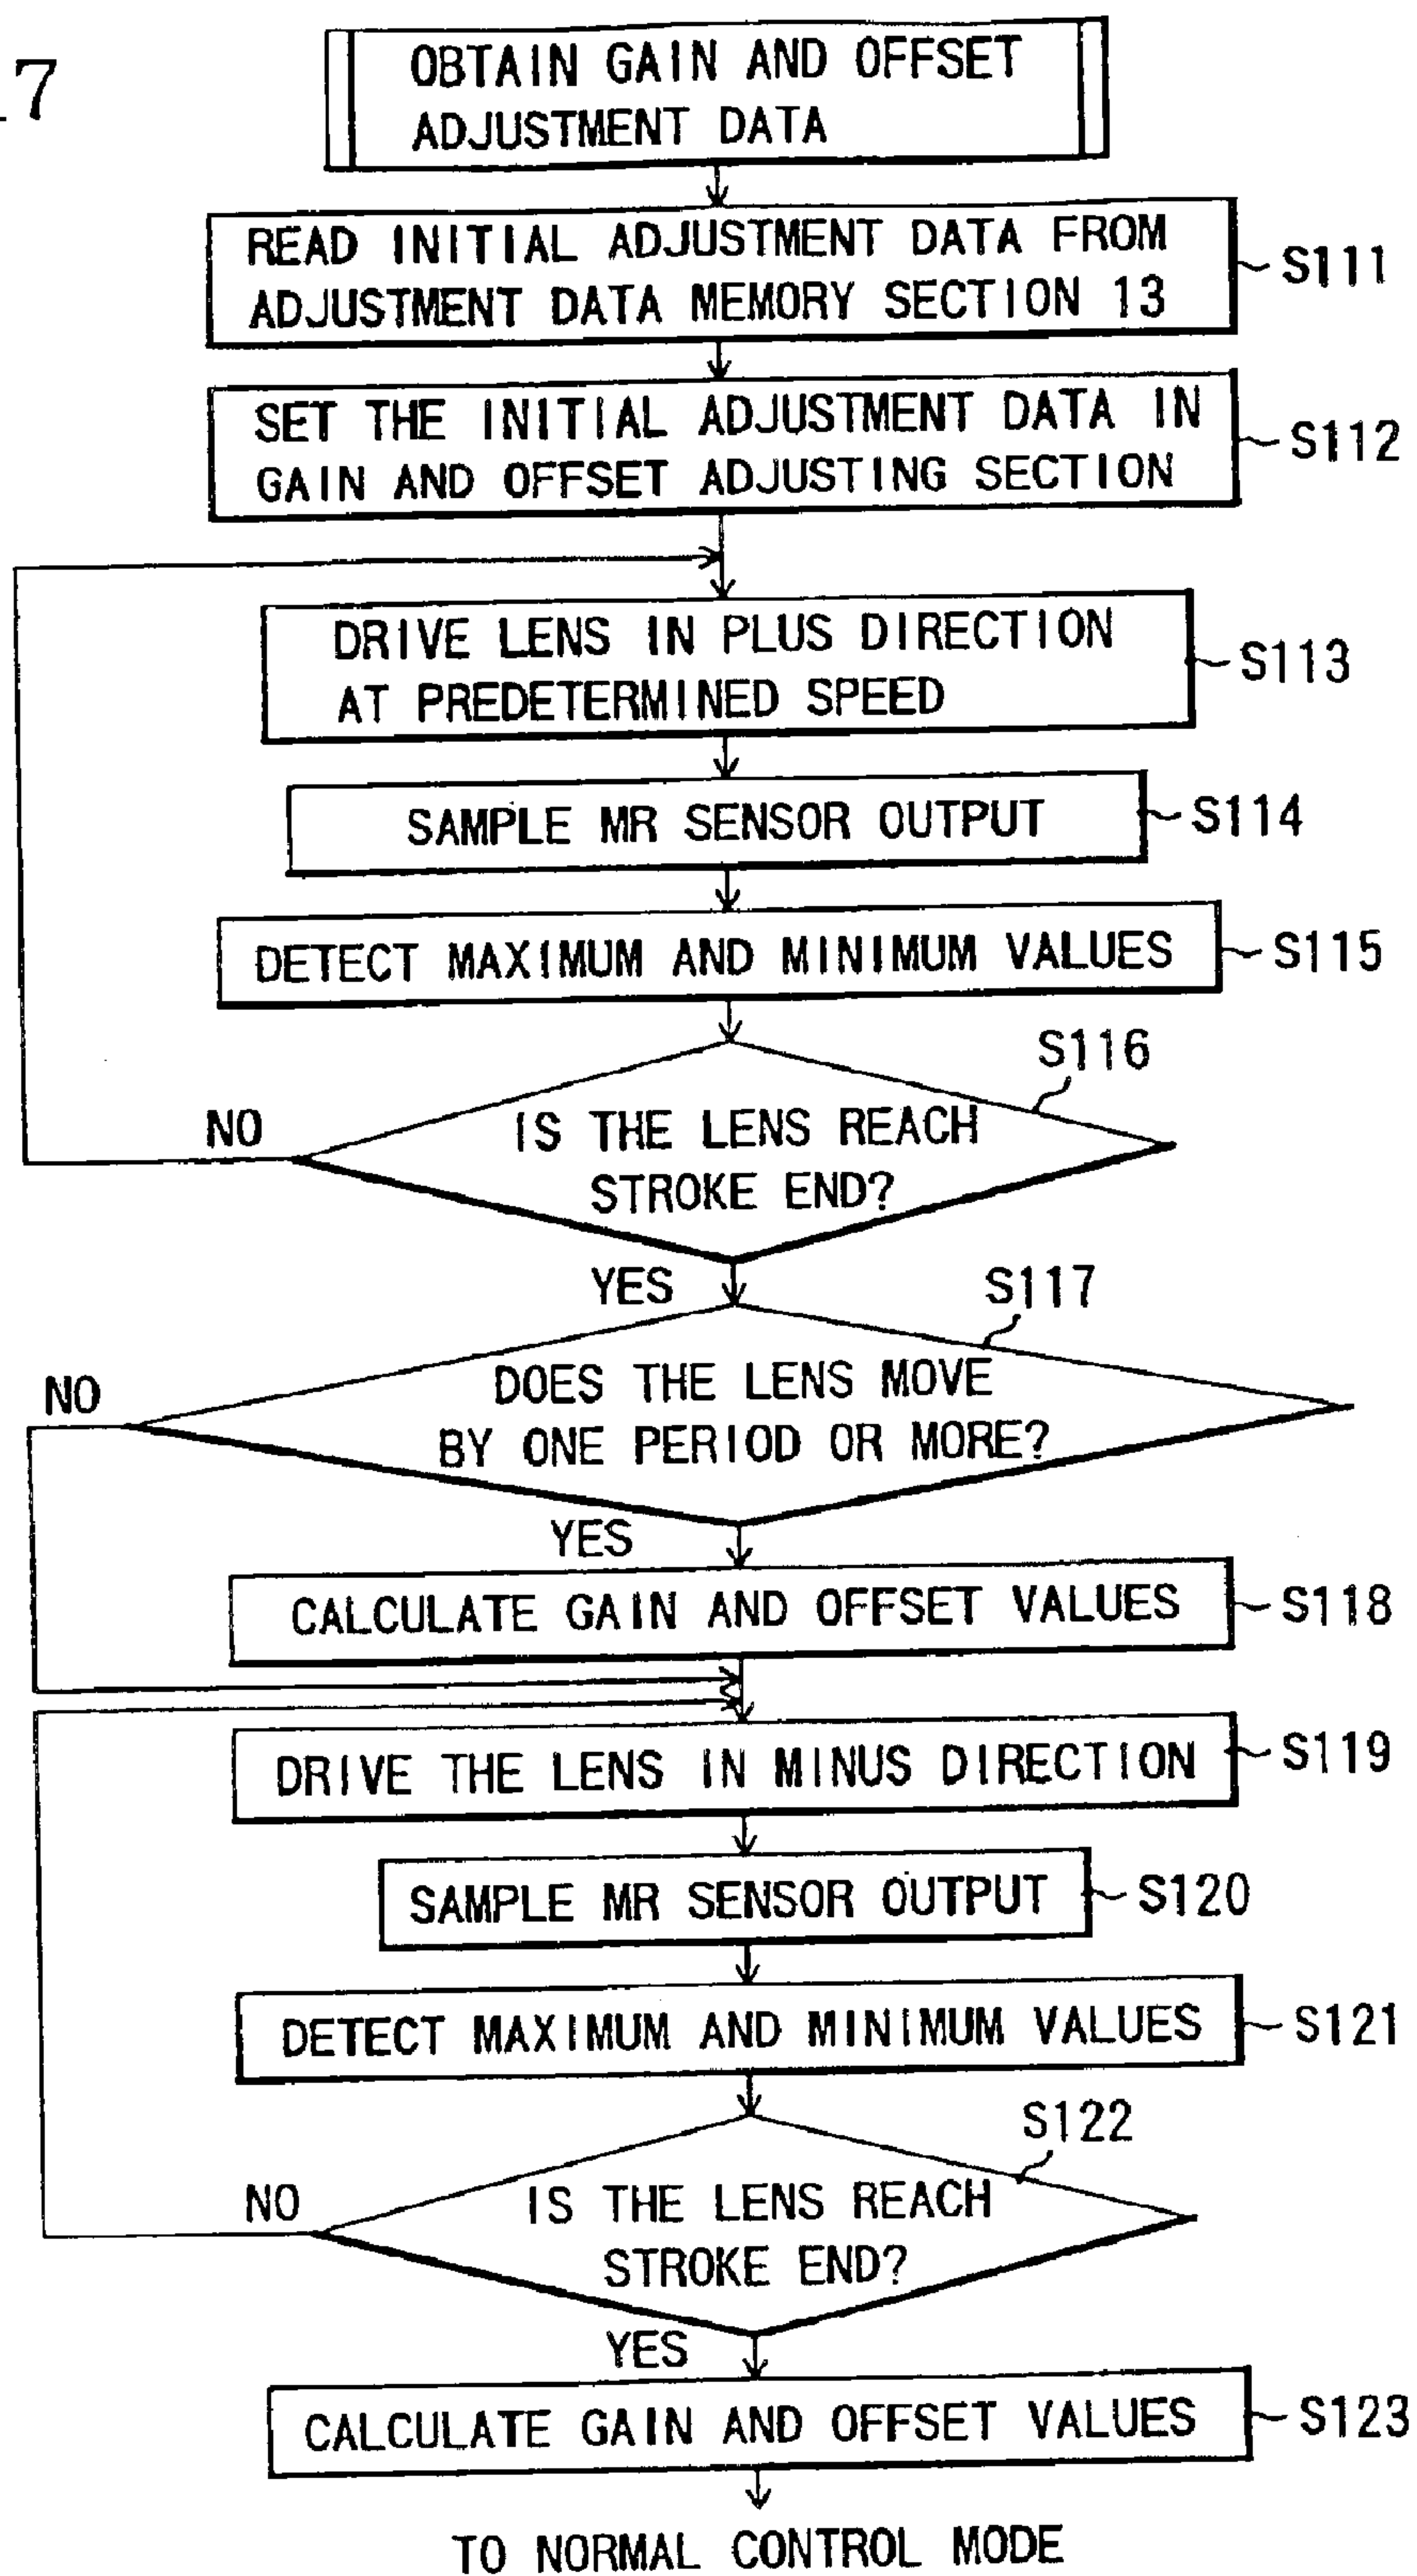 7
OBTAIN GAIN AND OFFSET
ADJUSTMENT DATA
READ INITIAL ADJUSTMENT DATA FROM
ADJUSTMENT DATA MEMORY SECTION 13
S111
SET THE INITIAL ADJUSTMENT DATA IN
GAIN AND OFFSET ADJUSTING SECTION
S112
DRIVE LENS IN PLUS DIRECTION
AT PREDETERMINED SPEED
S113
SAMPLE MR SENSOR OUTPUT
S114
DETECT MAXIMUM AND MINIMUM VALUES
S115
S116
NO
IS THE LENS REACH
STROKE END?
YES
S117
NO
DOES THE LENS MOVE
BY ONE PERIOD OR MORE?
YES
CALCULATE GAIN AND OFFSET VALUES
S118
DRIVE THE LENS IN MINUS DIRECTION
S119
SAMPLE MR SENSOR OUTPUT
S120
DETECT MAXIMUM AND MINIMUM VALUES
S121
S122
NO
IS THE LENS REACH
STROKE END?
YES
CALCULATE GAIN AND OFFSET VALUES
S123
TO NORMAL CONTROL MODE